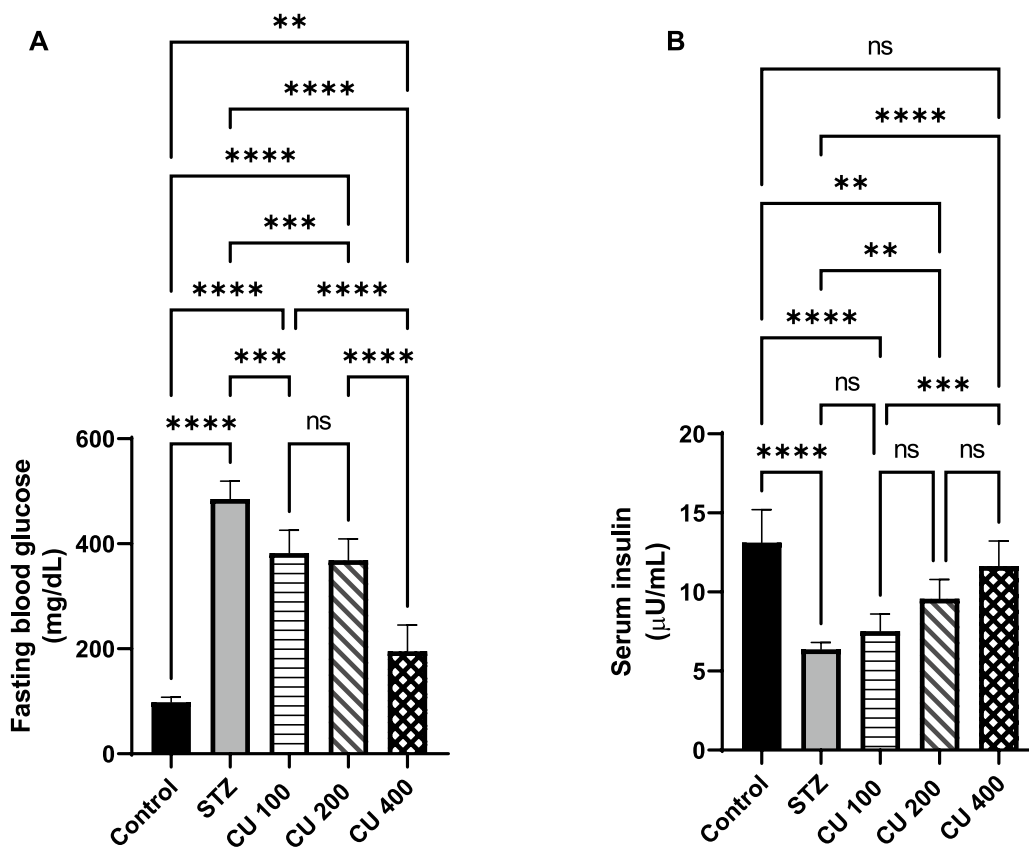 A
**
****
****
***
****
****
***
****
****
ns
600
400
200
0
Fasting blood glucose
(mg/dL)
Control
STZ
CU 100
CU 200
CU 400
B
ns
****
**
**
****
ns
***
****
ns
ns
20
15
10
5
0
Serum insulin
(μU/mL)
Control
STZ
CU 100
CU 200
CU 400